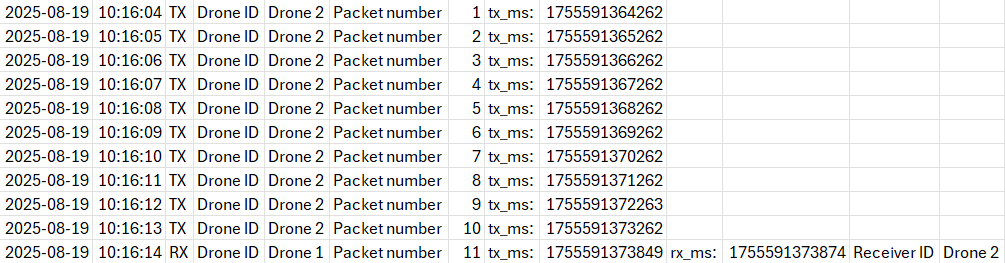 2025-08-19 10:16:04 TX Drone ID Drone 2 Packet number 1 tx_ms: 1755591364262
2025-08-19 10:16:05 TX Drone ID Drone 2 Packet number 2 tx_ms: 1755591365262
2025-08-19 10:16:06 TX Drone ID Drone 2 Packet number 3 tx_ms: 1755591366262
2025-08-19 10:16:07 TX Drone ID Drone 2 Packet number 4 tx_ms: 1755591367262
2025-08-19 10:16:08 TX Drone ID Drone 2 Packet number 5 tx_ms: 1755591368262
2025-08-19 10:16:09 TX Drone ID Drone 2 Packet number 6 tx_ms: 1755591369262
2025-08-19 10:16:10 TX Drone ID Drone 2 Packet number 7 tx_ms: 1755591370262
2025-08-19 10:16:11 TX Drone ID Drone 2 Packet number 8 tx_ms: 1755591371262
2025-08-19 10:16:12 TX Drone ID Drone 2 Packet number 9 tx_ms: 1755591372263
2025-08-19 10:16:13 TX Drone ID Drone 2 Packet number 10 tx_ms: 1755591373262
2025-08-19 10:16:14 RX Drone ID Drone 1 Packet number 11 tx_ms: 1755591373849 rx_ms: 1755591373874 Receiver ID Drone 2